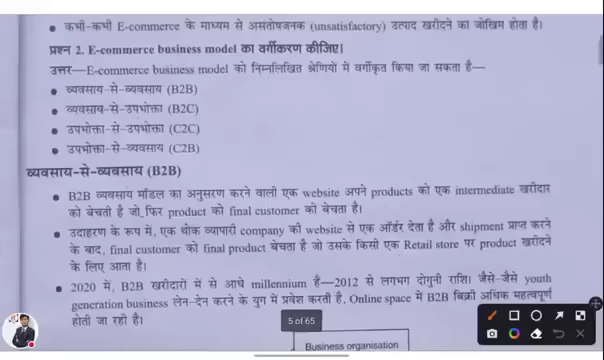 कभी-कभी E-commerce के माध्यम से असंतोषजनक (unsatisfactory) उत्पाद खरीदने का जोखिम होता है।
प्रश्न 2. E-commerce business model का वर्गीकरण कीजिए।
उत्तर—E-commerce business model को निम्नलिखित श्रेणियों में वर्गीकृत किया जा सकता है—
• व्यवसाय-से-व्यवसाय (B2B)
• व्यवसाय-से-उपभोक्ता (B2C)
• उपभोक्ता-से-उपभोक्ता (C2C)
• उपभोक्ता-से-व्यवसाय (C2B)
व्यवसाय-से-व्यवसाय (B2B)
• B2B व्यवसाय मॉडल का अनुसरण करने वाली एक website अपने products को एक intermediate खरीदार
को बेचती है जो फिर product को final customer को बेचता है।
• उदाहरण के रूप में, एक थोक व्यापारी company की website से एक ऑर्डर देता है और shipment प्राप्त करने
के बाद, final customer को final product बेचता है जो उसके किसी एक Retail store पर product खरीदने
के लिए आता है।
• 2020 में, B2B खरीदारों में से आधे millennium हैं—2012 से लगभग दोगुनी राशि। जैसे-जैसे youth
generation business लेन-देन करने के युग में प्रवेश करती है, Online space में B2B बिक्री अधिक महत्वपूर्ण
होती जा रही है।
5 of 65
Business organisation